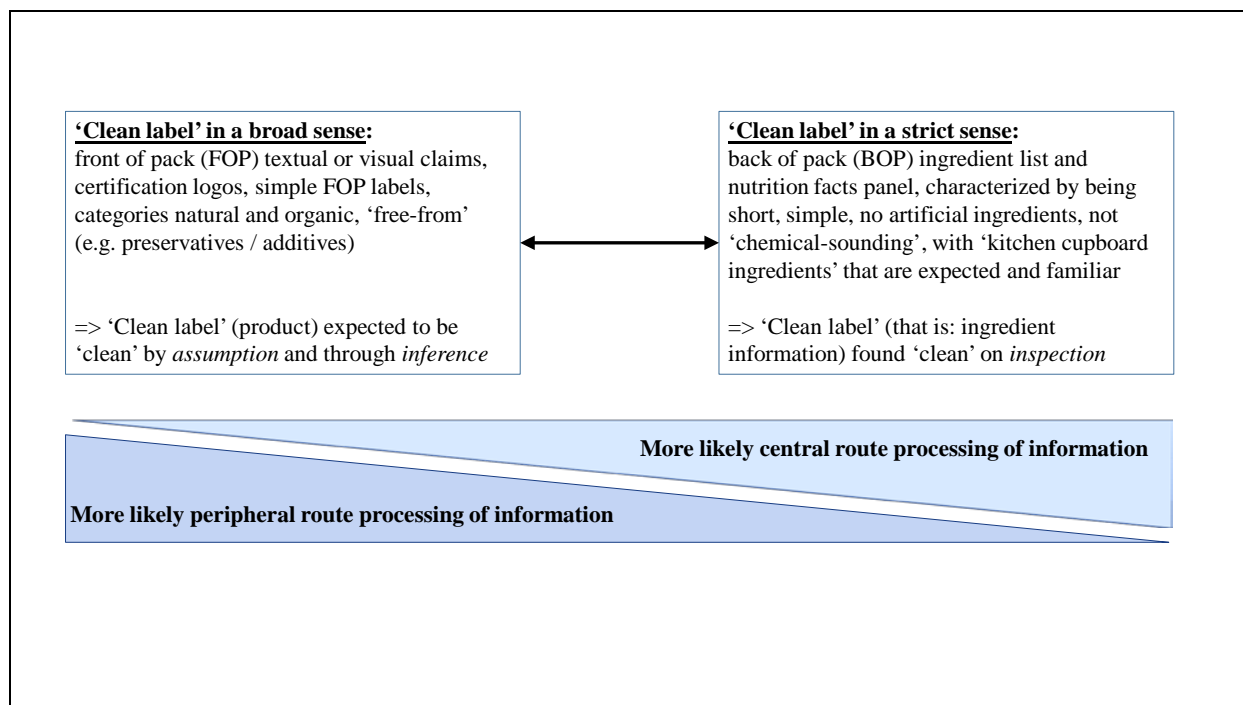 ‘Clean label’ in a broad sense:
front of pack (FOP) textual or visual claims,
certification logos, simple FOP labels,
categories natural and organic, ‘free-from’
(e.g. preservatives / additives)
=> ‘Clean label’ (product) expected to be
‘clean’ by assumption and through inference
‘Clean label’ in a strict sense:
back of pack (BOP) ingredient list and
nutrition facts panel, characterized by being
short, simple, no artificial ingredients, not
‘chemical-sounding’, with ‘kitchen cupboard
ingredients’ that are expected and familiar
=> ‘Clean label’ (that is: ingredient
information) found ‘clean’ on inspection
More likely central route processing of information
More likely peripheral route processing of information